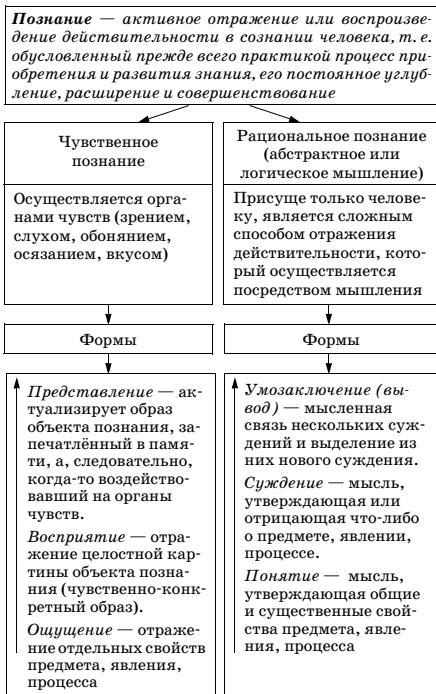 Познание — активное отражение или воспроизве-
дение действительности в сознании человека, т. е.
обусловленный прежде всего практикой процесс при-
обретения и развития знания, его постоянное углуб-
ление, расширение и совершенствование
Чувственное
познание
Осуществляется орга-
нами чувств (зрением,
слухом, обонянием,
осязанием, вкусом)
Рациональное познание
(абстрактное или
логическое мышление)
Присуще только челове-
ку, является сложным
способом отражения
действительности, кото-
рый осуществляется
посредством мышления
Формы
Формы
Представление — ак-
туализирует образ
объекта познания, за-
печатлённый в памя-
ти, а, следовательно,
когда-то воздейство-
вавший на органы
чувств.
Восприятие — отра-
жение целостной кар-
тины объекта позна-
ния (чувственно-конк-
ретный образ).
Ощущение — отраже-
ние отдельных свойств
предмета, явления,
процесса
Умозаключение (вы-
вод) — мысленная
связь нескольких суж-
дений и выделение из
них нового суждения.
Суждение — мысль,
утверждающая или
отрицающая что-либо
о предмете, явлении,
процессе.
Понятие — мысль,
утверждающая общие
и существенные свой-
ства предмета, явле-
ния, процесса